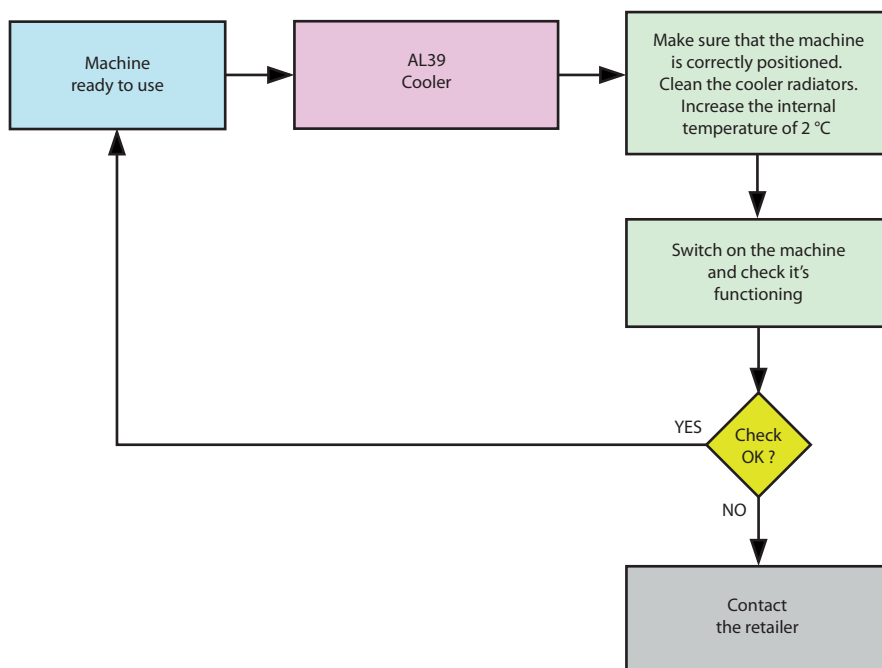 Machine
ready to use
AL39
Cooler
Make sure that the machine
is correctly positioned.
Clean the cooler radiators.
Increase the internal
temperature of 2 °C
Switch on the machine
and check it's
functioning
YES
Check
OK ?
NO
Contact
the retailer